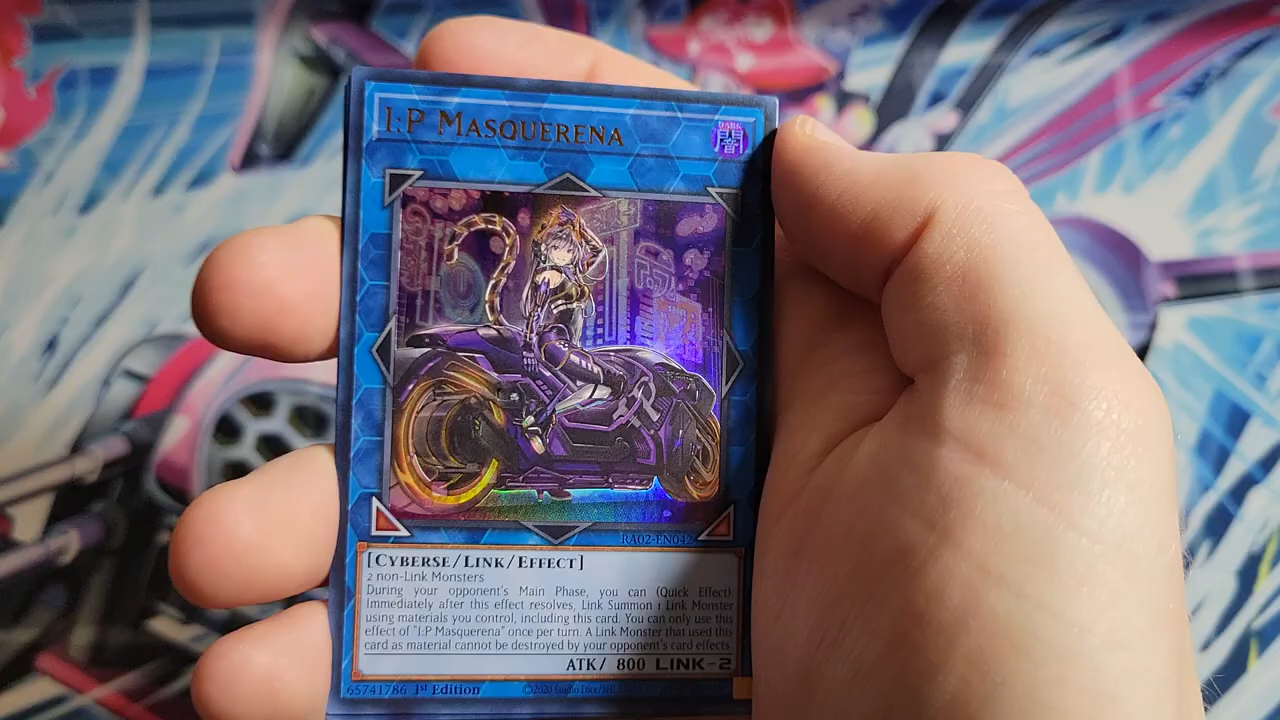 I:P Masquerena
DARK
闇
RA02-EN042
[Cyberse/Link/Effect]
2 non-Link Monsters
During your opponent's Main Phase, you can (Quick Effect):
Immediately after this effect resolves, Link Summon 1 Link Monster
using materials you control, including this card. You can only use this
effect of "I:P Masquerena" once per turn. A Link Monster that used this
card as material cannot be destroyed by your opponent's card effects.
ATK/ 800 LINK-2
65741786 1st Edition ©2020 Studio Dice/SHUEISHA